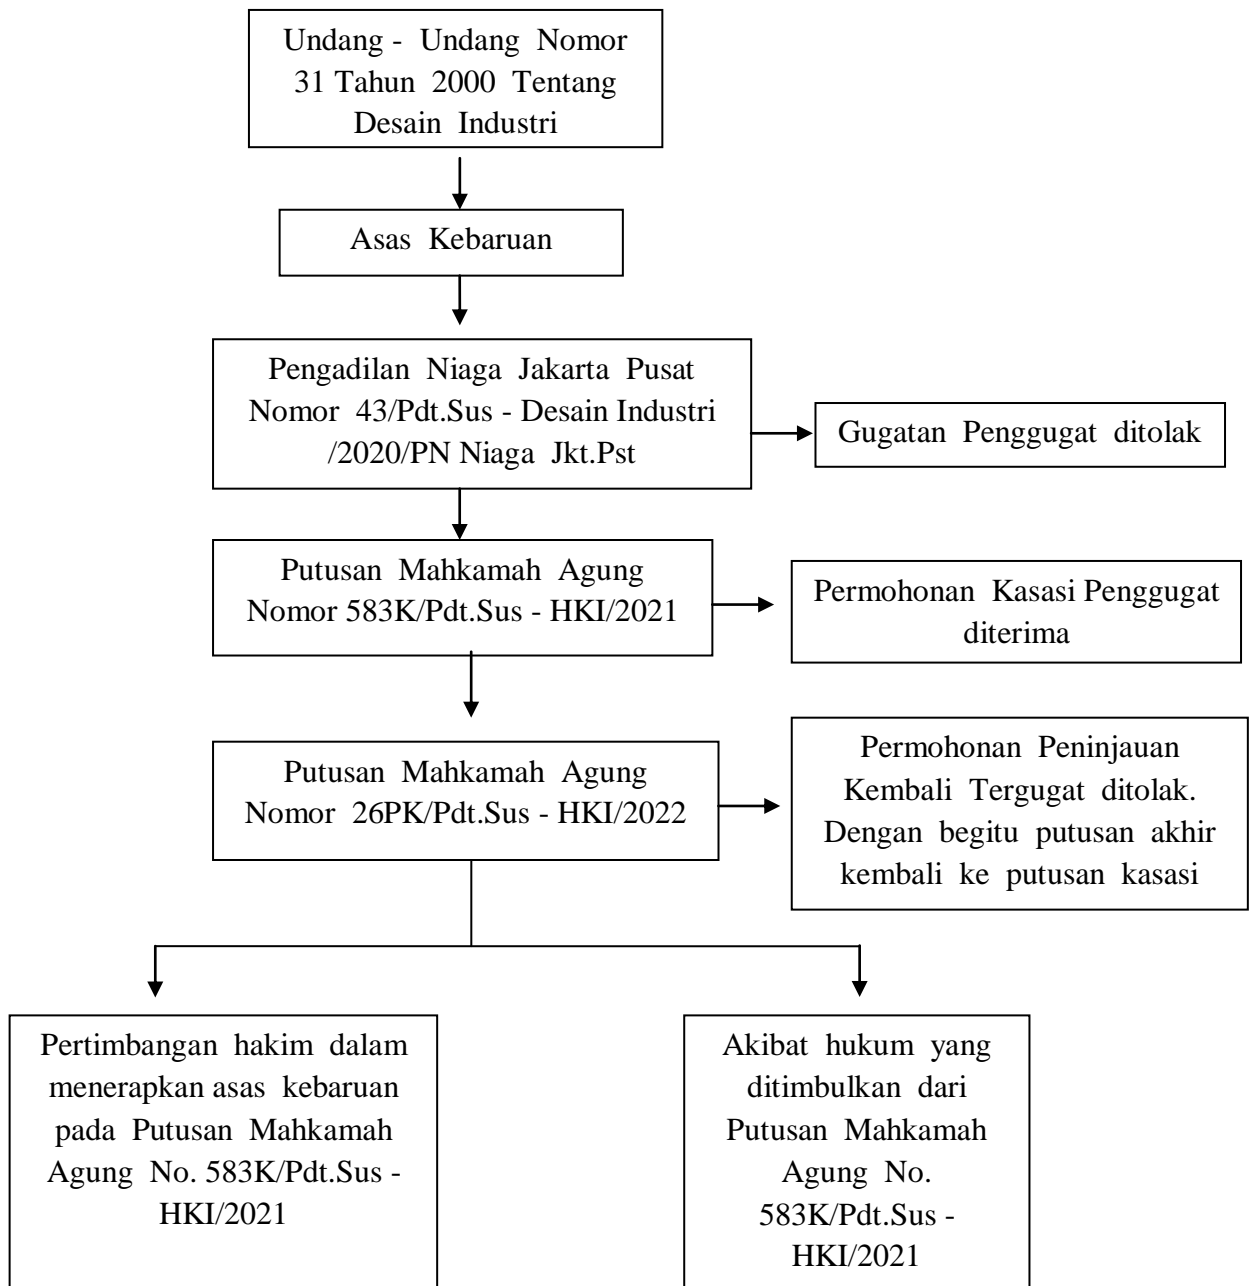 Undang - Undang Nomor
31 Tahun 2000 Tentang
Desain Industri
Asas Kebaruan
Pengadilan Niaga Jakarta Pusat
Nomor 43/Pdt.Sus - Desain Industri
/2020/PN Niaga Jkt.Pst
Gugatan Penggugat ditolak
Putusan Mahkamah Agung
Nomor 583K/Pdt.Sus - HKI/2021
Permohonan Kasasi Penggugat
diterima
Putusan Mahkamah Agung
Nomor 26PK/Pdt.Sus - HKI/2022
Permohonan Peninjauan
Kembali Tergugat ditolak.
Dengan begitu putusan akhir
kembali ke putusan kasasi
Pertimbangan hakim dalam
menerapkan asas kebaruan
pada Putusan Mahkamah
Agung No. 583K/Pdt.Sus -
HKI/2021
Akibat hukum yang
ditimbulkan dari
Putusan Mahkamah
Agung No.
583K/Pdt.Sus -
HKI/2021